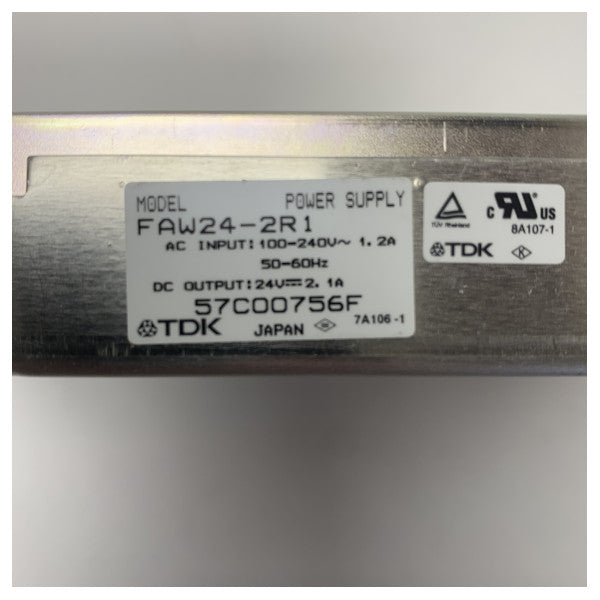 MODEL POWER SUPPLY
FAW24-2R1
AC INPUT:100-240V~ 1.2A
50-60Hz
DC OUTPUT:24V⎓2.1A
57C00756F
TDK JAPAN 7A106-1
TÜV Rheinland
c RU US
8A107-1
TDK K